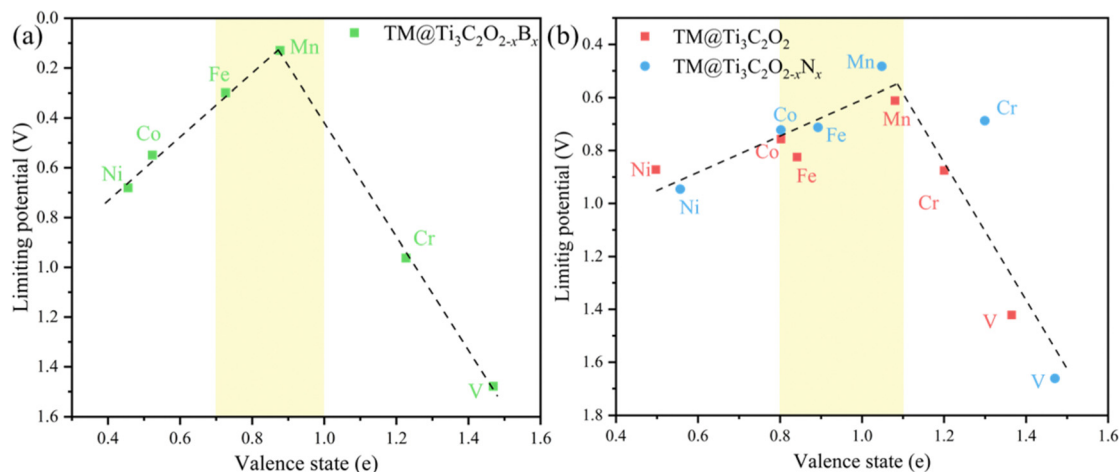 (a)
TM@Ti₃C₂O₂₋ₓBₓ
Limiting potential (V)
0.0
0.2
0.4
0.6
0.8
1.0
1.2
1.4
1.6
Mn
Fe
Co
Ni
Cr
V
0.4
0.6
0.8
1.0
1.2
1.4
1.6
Valence state (e)
(b)
TM@Ti₃C₂O₂
TM@Ti₃C₂O₂₋ₓNₓ
Limitig potential (V)
0.4
0.6
0.8
1.0
1.2
1.4
1.6
1.8
Mn
Cr
Co
Fe
Mn
Co
Fe
Ni
Ni
Cr
V
V
0.4
0.6
0.8
1.0
1.2
1.4
1.6
Valence state (e)